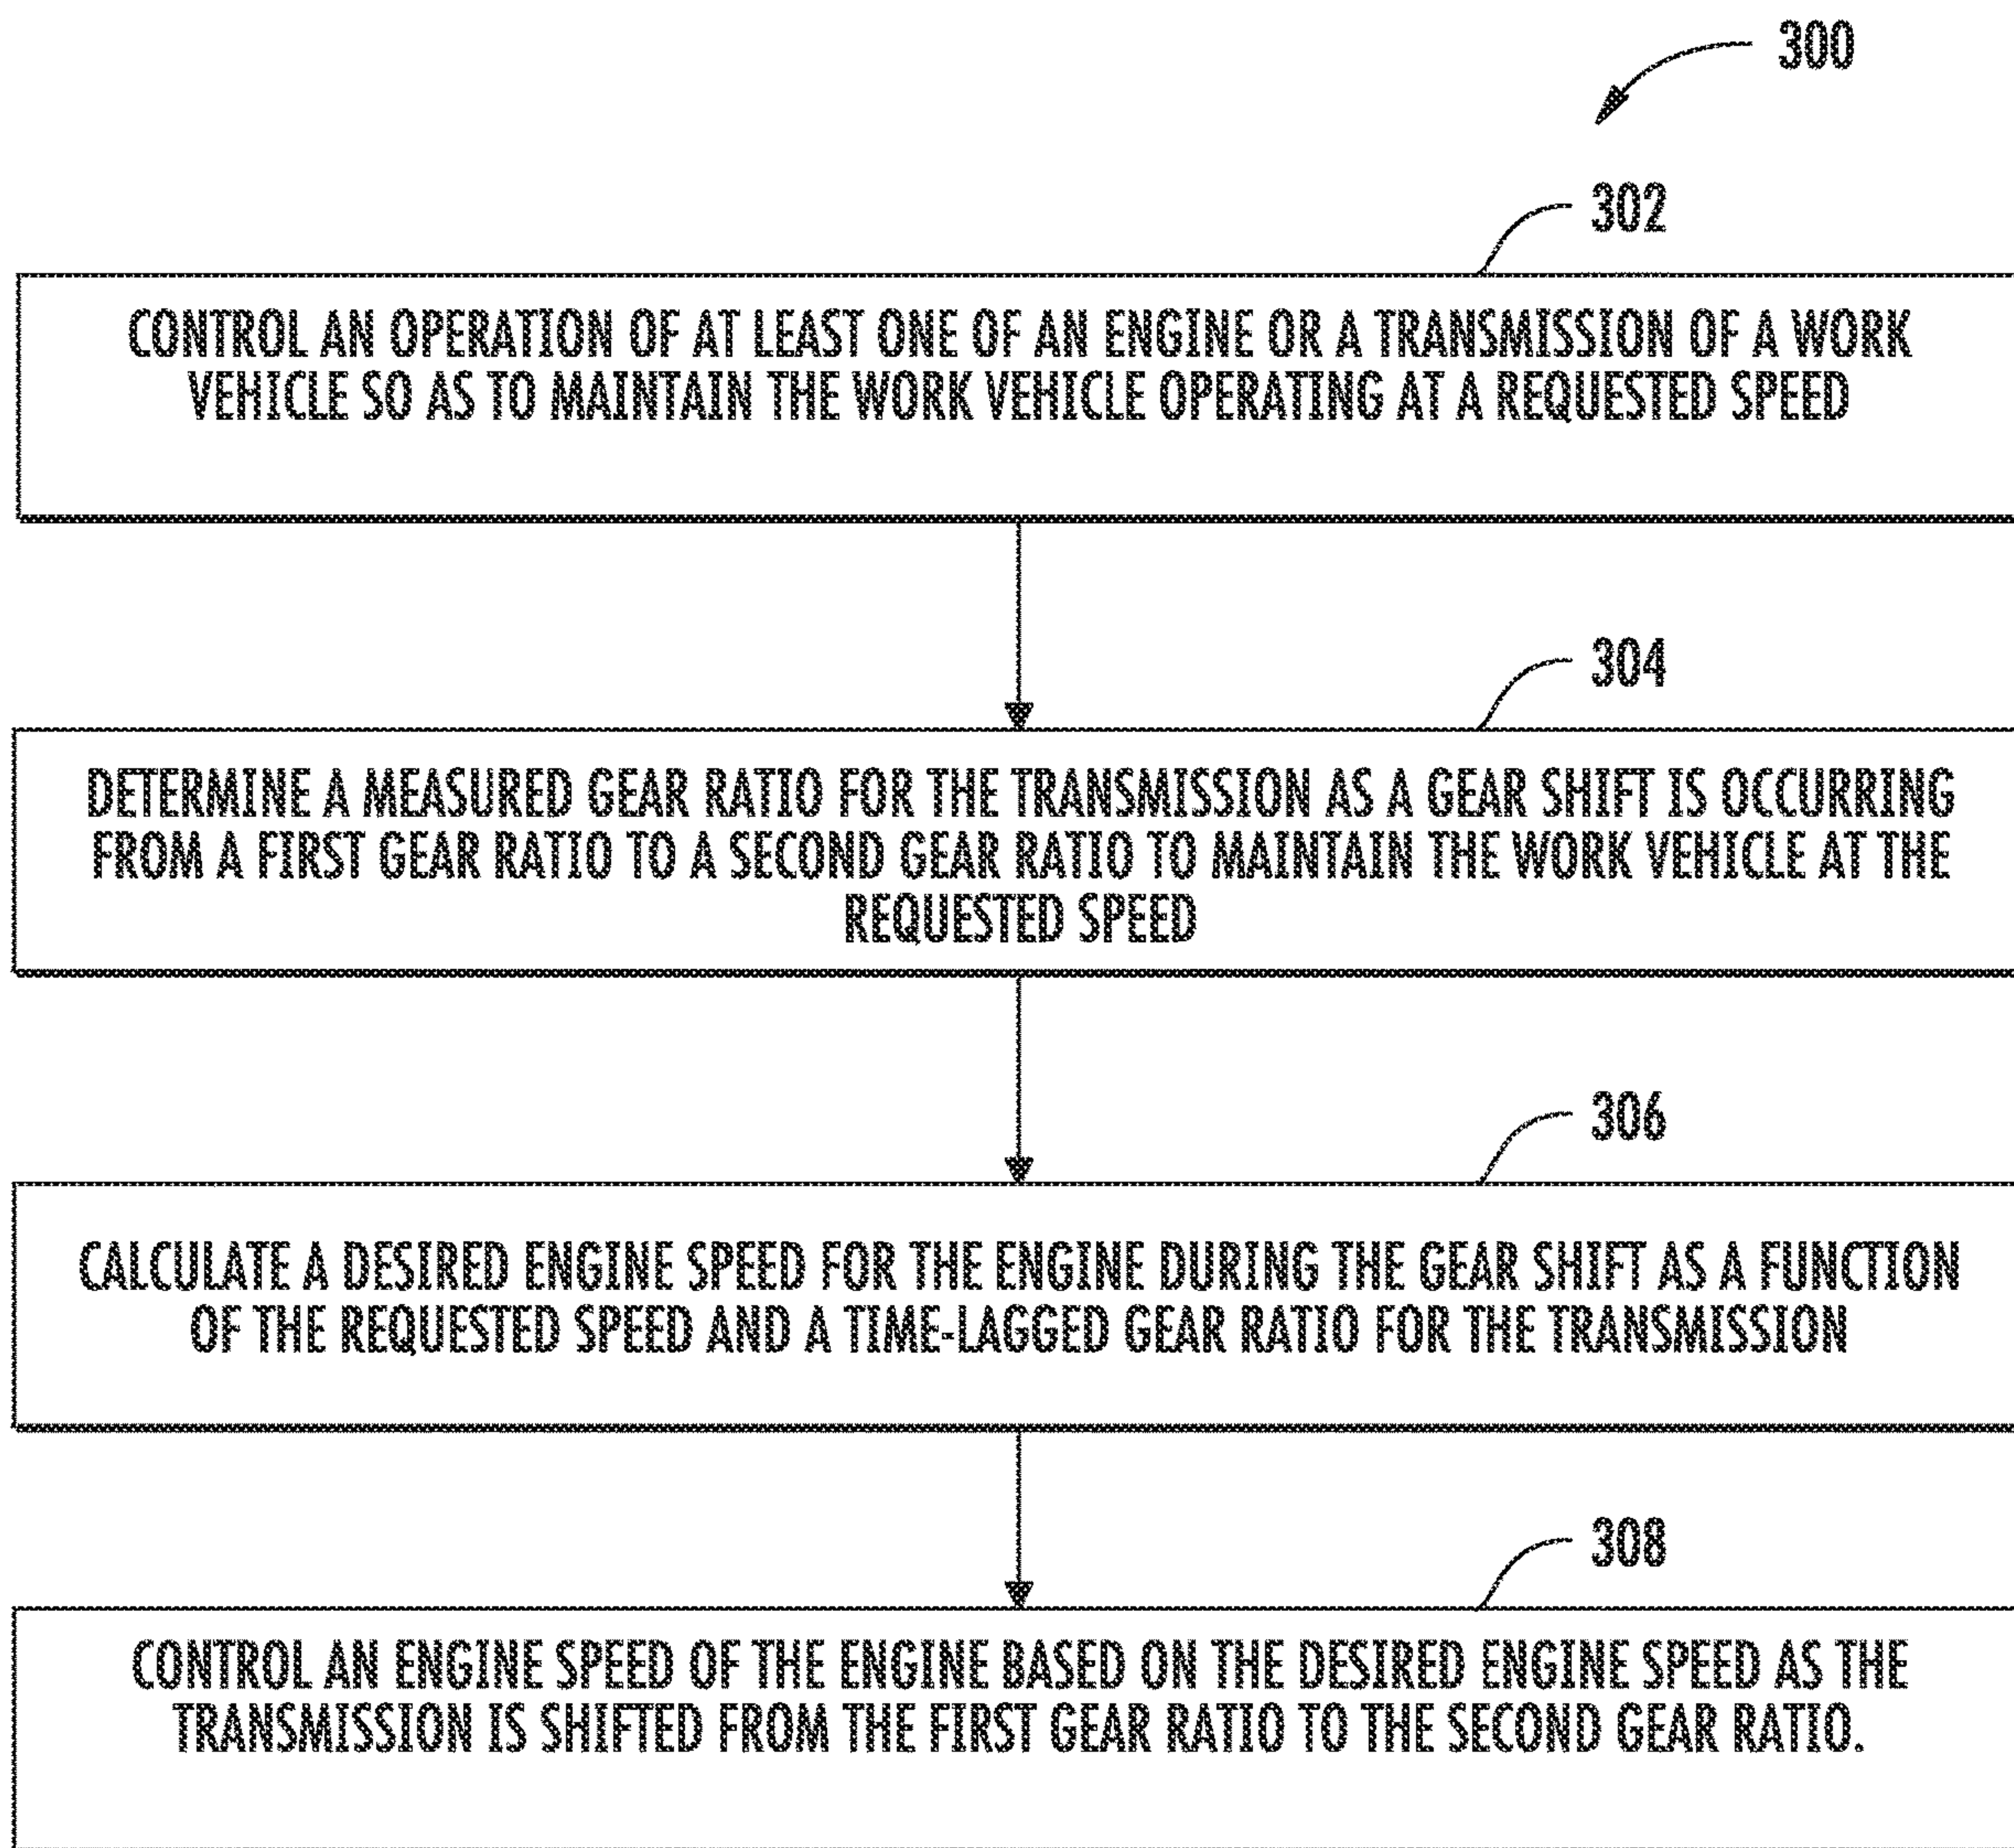 300
302
CONTROL AN OPERATION OF AT LEAST ONE OF AN ENGINE OR A TRANSMISSION OF A WORK
VEHICLE SO AS TO MAINTAIN THE WORK VEHICLE OPERATING AT A REQUESTED SPEED
304
DETERMINE A MEASURED GEAR RATIO FOR THE TRANSMISSION AS A GEAR SHIFT IS OCCURRING
FROM A FIRST GEAR RATIO TO A SECOND GEAR RATIO TO MAINTAIN THE WORK VEHICLE AT THE
REQUESTED SPEED
306
CALCULATE A DESIRED ENGINE SPEED FOR THE ENGINE DURING THE GEAR SHIFT AS A FUNCTION
OF THE REQUESTED SPEED AND A TIME-LAGGED GEAR RATIO FOR THE TRANSMISSION
308
CONTROL AN ENGINE SPEED OF THE ENGINE BASED ON THE DESIRED ENGINE SPEED AS THE
TRANSMISSION IS SHIFTED FROM THE FIRST GEAR RATIO TO THE SECOND GEAR RATIO.